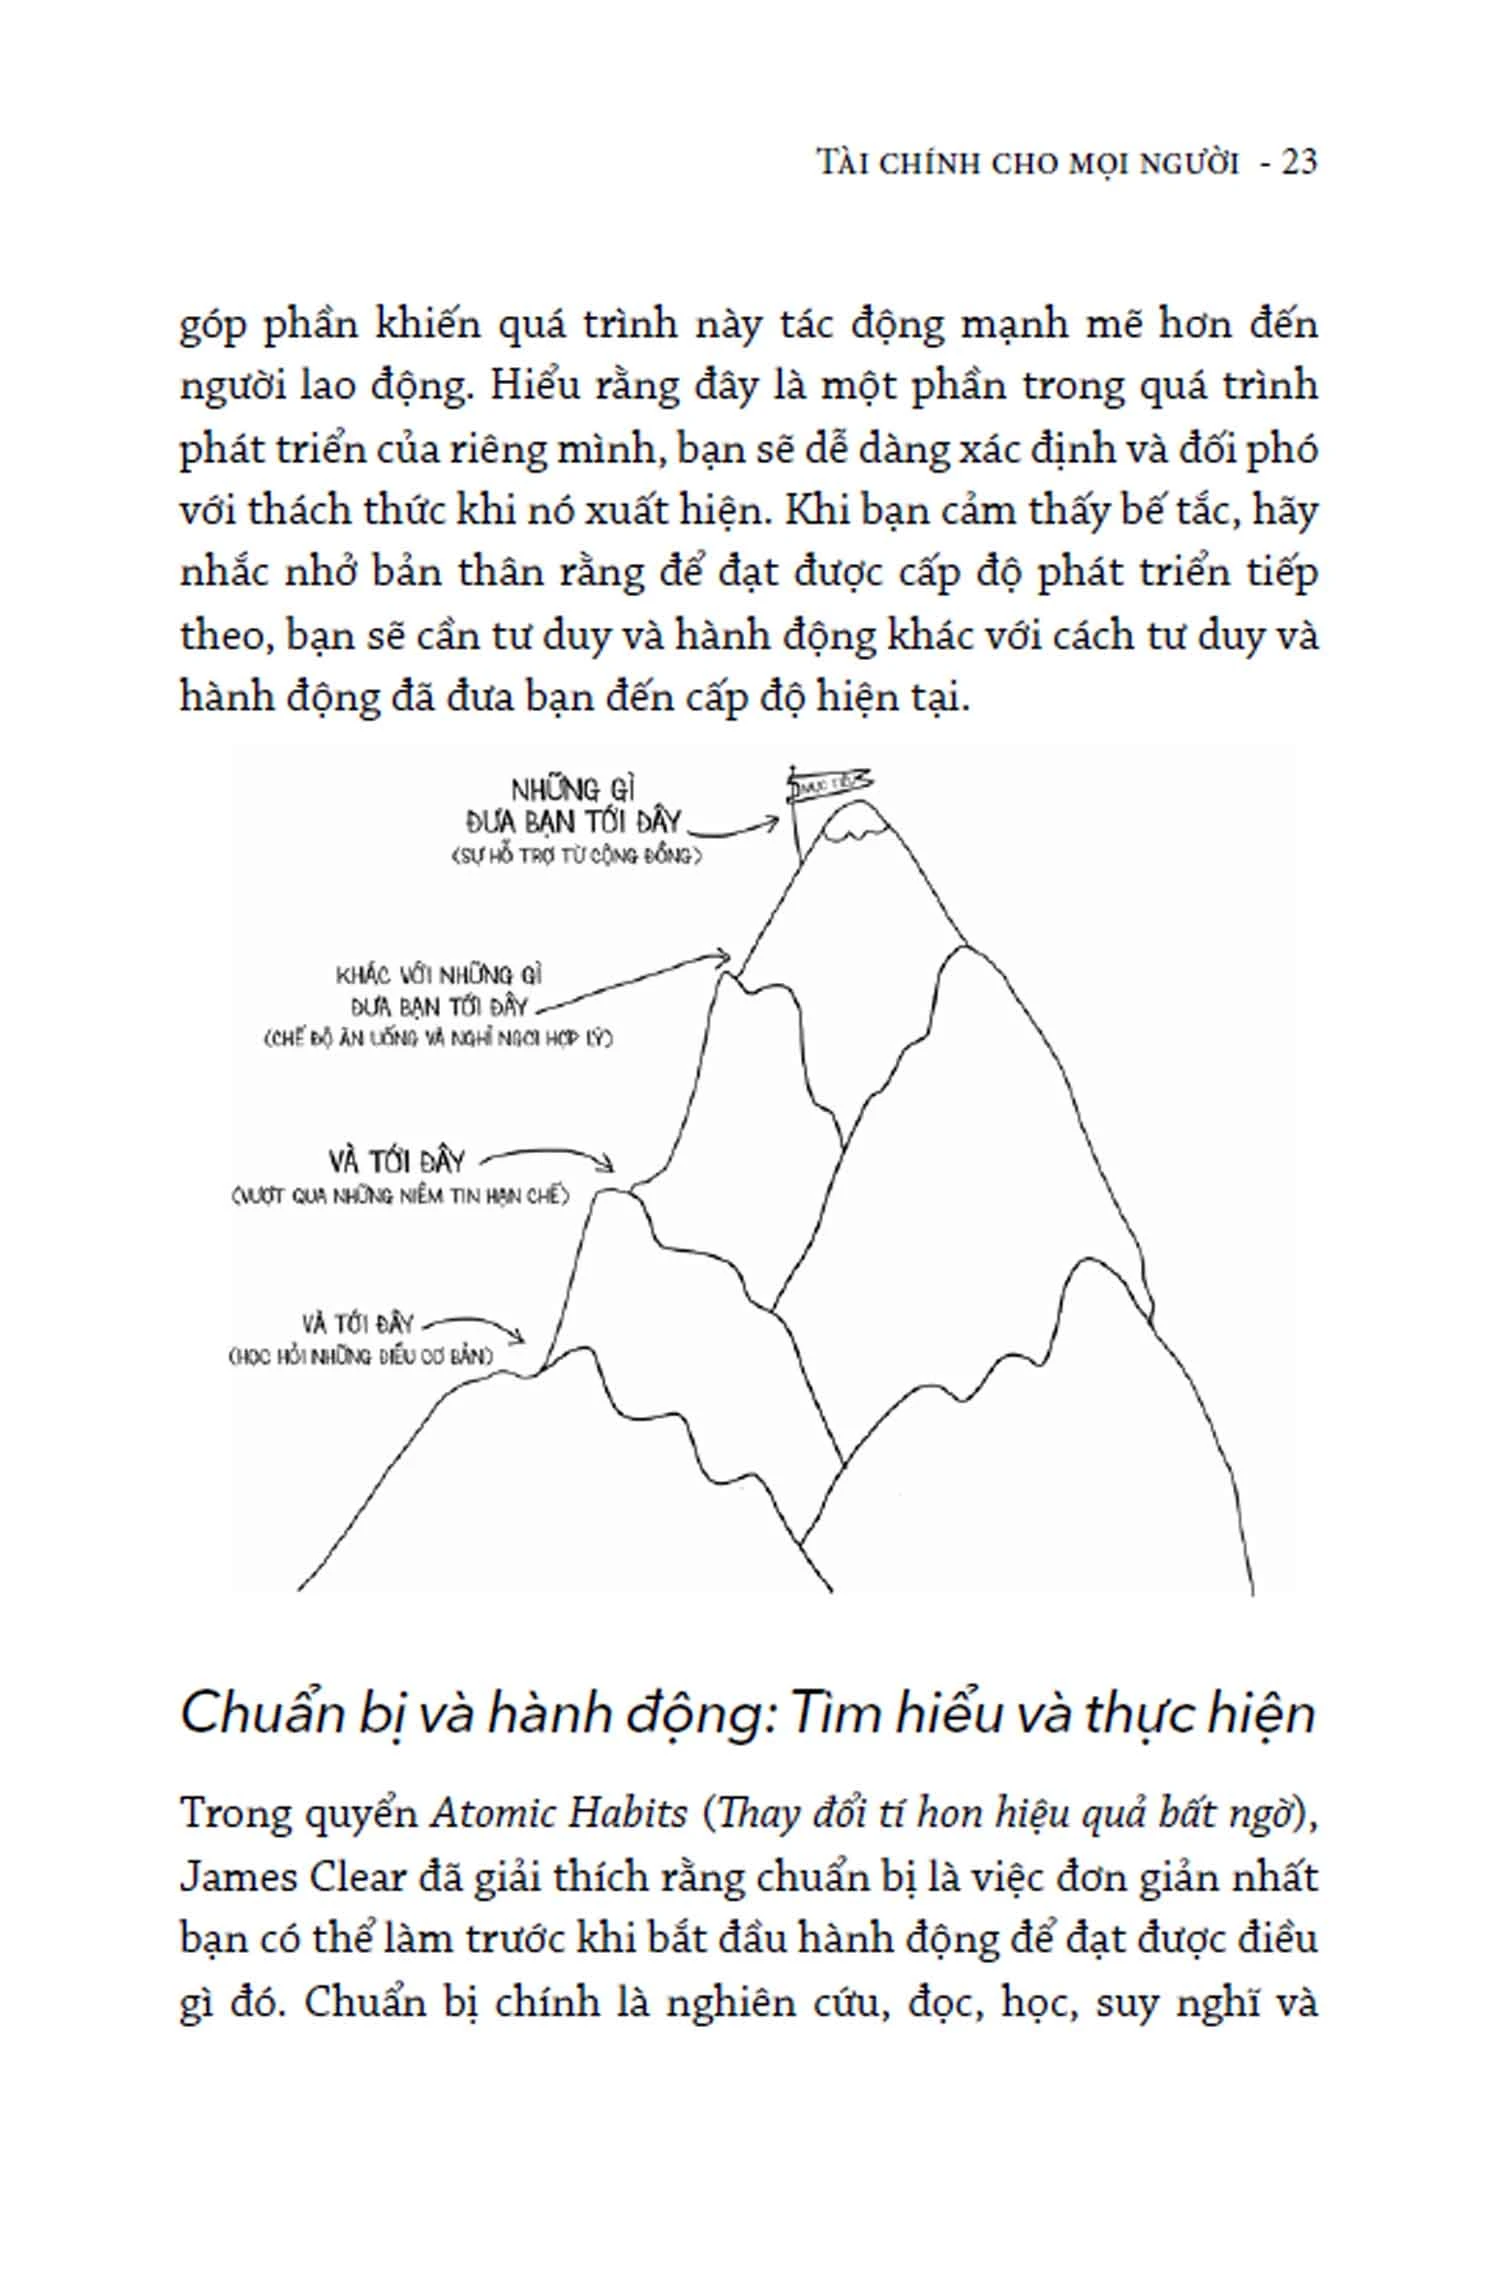 TÀI CHÍNH CHO MỌI NGƯỜI - 23
góp phần khiến quá trình này tác động mạnh mẽ hơn đến
người lao động. Hiểu rằng đây là một phần trong quá trình
phát triển của riêng mình, bạn sẽ dễ dàng xác định và đối phó
với thách thức khi nó xuất hiện. Khi bạn cảm thấy bế tắc, hãy
nhắc nhở bản thân rằng để đạt được cấp độ phát triển tiếp
theo, bạn sẽ cần tư duy và hành động khác với cách tư duy và
hành động đã đưa bạn đến cấp độ hiện tại.
MỤC TIÊU
NHỮNG GÌ
ĐƯA BẠN TỚI ĐÂY
(SỰ HỖ TRỢ TỪ CỘNG ĐỒNG)
KHÁC VỚI NHỮNG GÌ
ĐƯA BẠN TỚI ĐÂY
(CHẾ ĐỘ ĂN UỐNG VÀ NGHỈ NGƠI HỢP LÝ)
VÀ TỚI ĐÂY
(VƯỢT QUA NHỮNG NIỀM TIN HẠN CHẾ)
VÀ TỚI ĐÂY
(HỌC HỎI NHỮNG ĐIỀU CƠ BẢN)
Chuẩn bị và hành động: Tìm hiểu và thực hiện
Trong quyển Atomic Habits (Thay đổi tí hon hiệu quả bất ngờ),
James Clear đã giải thích rằng chuẩn bị là việc đơn giản nhất
bạn có thể làm trước khi bắt đầu hành động để đạt được điều
gì đó. Chuẩn bị chính là nghiên cứu, đọc, học, suy nghĩ và